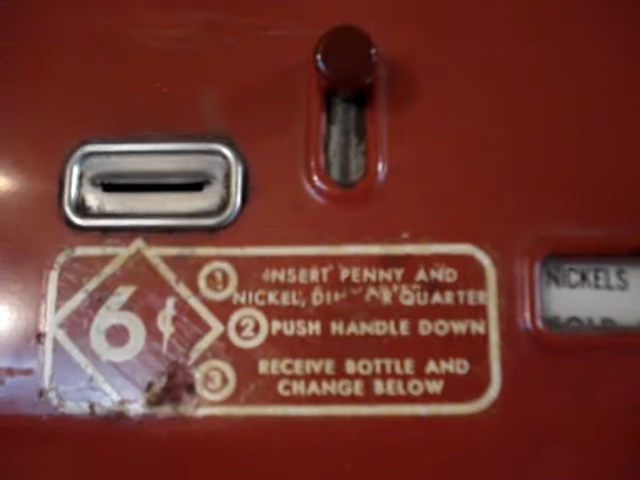 6¢
1 INSERT PENNY AND
NICKEL, QUARTER
2 PUSH HANDLE DOWN
3 RECEIVE BOTTLE AND
CHANGE BELOW
NICKELS